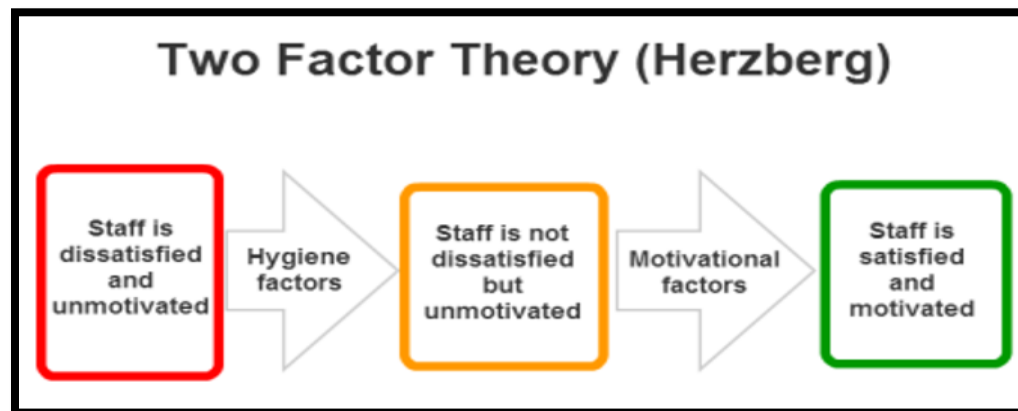 Two Factor Theory (Herzberg)
Staff is
dissatisfied
and
unmotivated
Hygiene
factors
Staff is not
dissatisfied
but
unmotivated
Motivational
factors
Staff is
satisfied
and
motivated